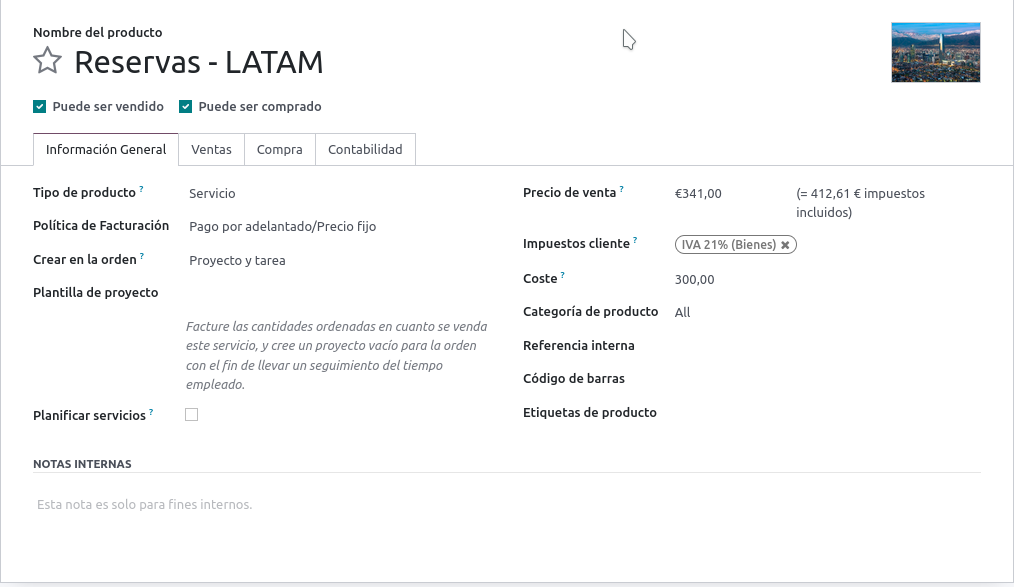 Nombre del producto
Reservas - LATAM
Puede ser vendido Puede ser comprado
Información General Ventas Compra Contabilidad
Tipo de producto ? Servicio
Política de Facturación Pago por adelantado/Precio fijo
Crear en la orden ? Proyecto y tarea
Plantilla de proyecto
Facture las cantidades ordenadas en cuanto se venda
este servicio, y cree un proyecto vacío para la orden
con el fin de llevar un seguimiento del tiempo
empleado.
Planificar servicios ?
Precio de venta ? €341,00 (= 412,61 € impuestos
incluidos)
Impuestos cliente ? IVA 21% (Bienes) ✖
Coste ? 300,00
Categoría de producto All
Referencia interna
Código de barras
Etiquetas de producto
NOTAS INTERNAS
Esta nota es solo para fines internos.